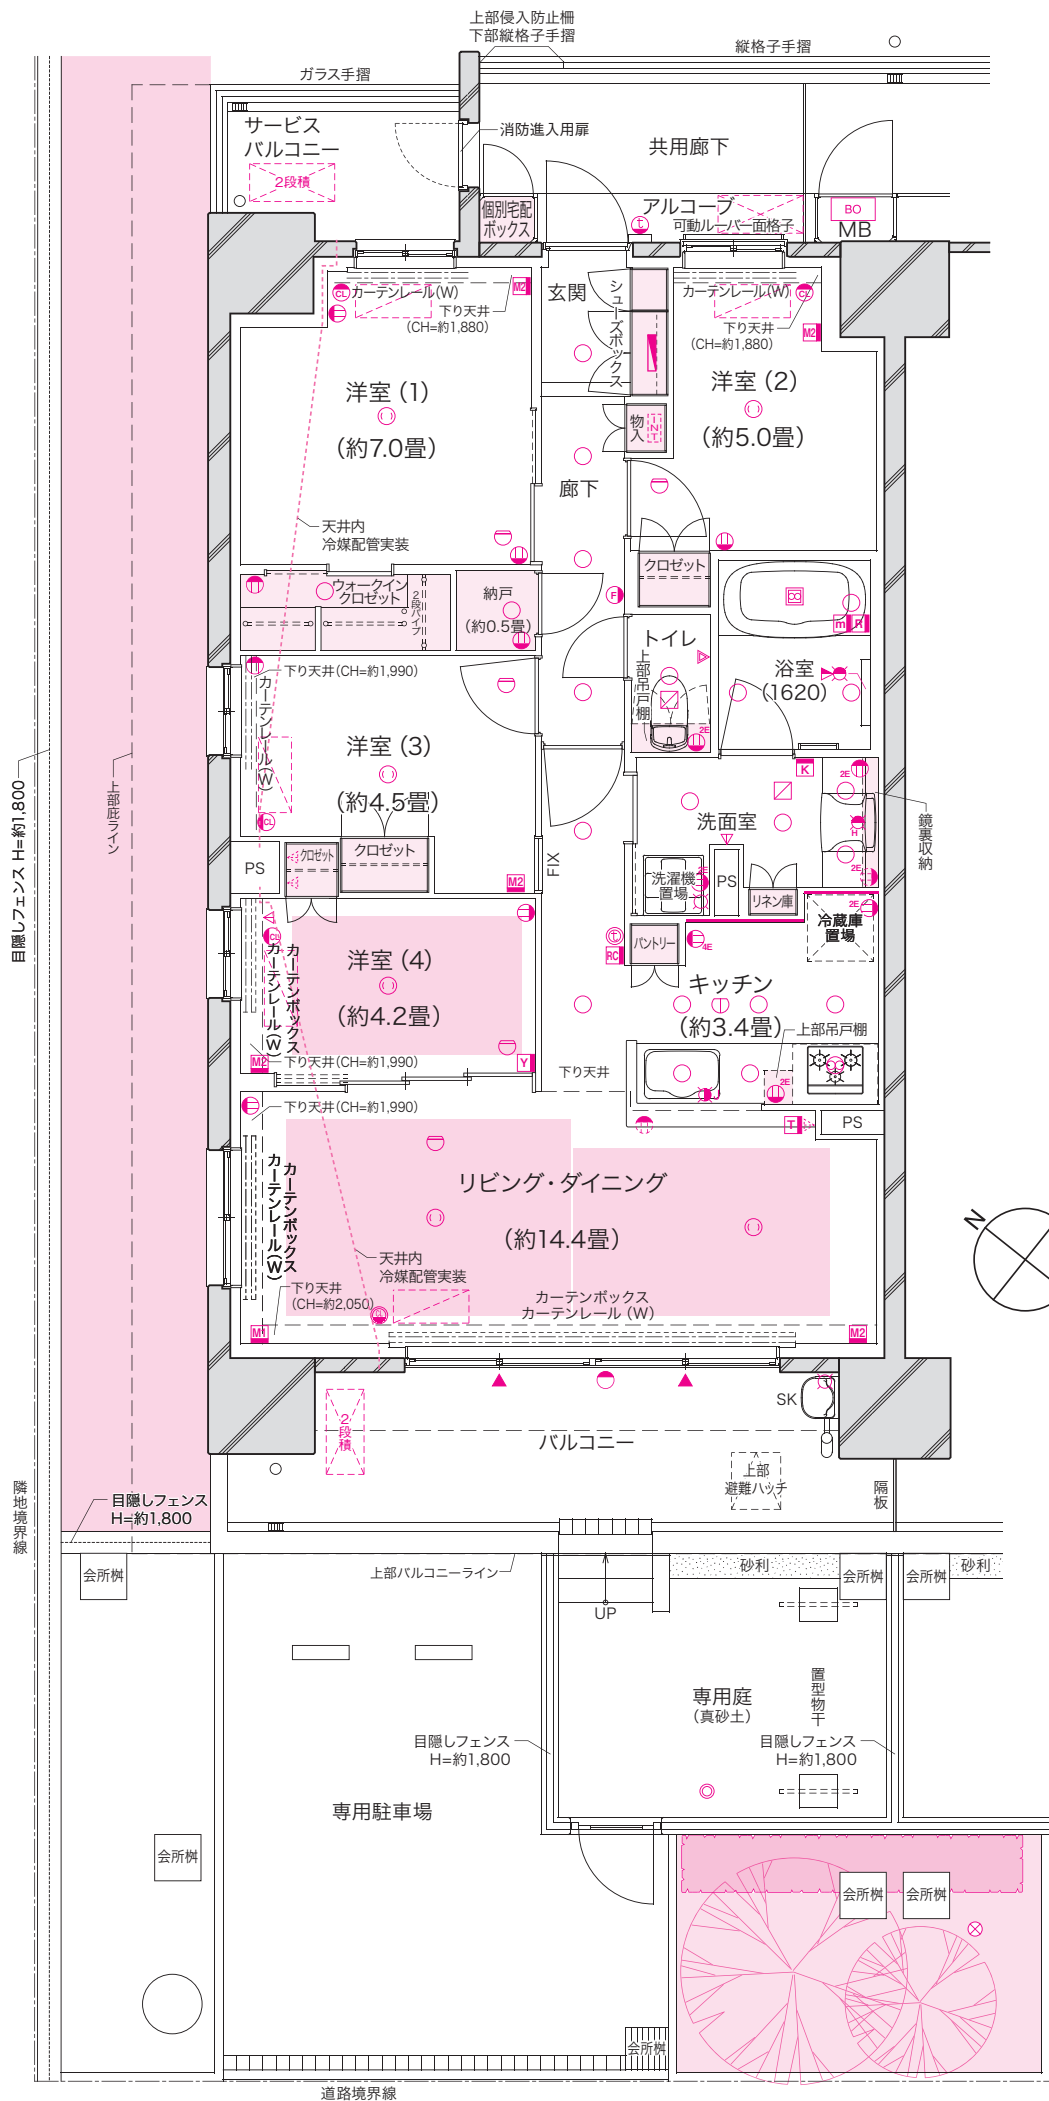 上部侵入防止柵
下部縦格子手摺
縦格子手摺
ガラス手摺
サービス
バルコニー
2段積
消防進入用扉
共用廊下
個別宅配
ボックス
アルコーブ
可動ルーバー面格子
BO
MB
CL
カーテンレール(W)
M2
下り天井
(CH=約1,880)
玄関
シューズボックス
カーテンレール(W)
CL
下り天井
(CH=約1,880)
M2
洋室(1)
(約7.0畳)
洋室(2)
(約5.0畳)
物入
INT
廊下
天井内
冷媒配管実装
ウォークイン
クロゼット
2段パイプ
納戸
(約0.5畳)
F
クロゼット
トイレ
上部吊戸棚
2E
m
R
浴室
(1620)
下り天井(CH=約1,990)
カーテンレール(W)
CL
洋室(3)
(約4.5畳)
PS
クロゼット
クロゼット
M2
FIX
K
2E
洗面室
H
2E
鏡裏収納
洗濯機
置場
PS
リネン庫
2E
冷蔵庫
置場
RC
パントリー
4E
キッチン
(約3.4畳)
上部吊戸棚
2E
CL
カーテンボックス
カーテンレール(W)
洋室(4)
(約4.2畳)
M2
下り天井(CH=約1,990)
Y
下り天井
下り天井(CH=約1,990)
T
PS
カーテンボックス
カーテンレール(W)
リビング・ダイニング
(約14.4畳)
天井内
冷媒配管実装
下り天井
(CH=約2,050)
カーテンボックス
カーテンレール(W)
M1
M2
N
目隠しフェンス H=約1,800
上部庇ライン
2段積
SK
バルコニー
上部
避難ハッチ
隔板
隣地境界線
目隠しフェンス
H=約1,800
会所桝
上部バルコニーライン
UP
砂利
会所桝
会所桝
砂利
専用庭
(真砂土)
置型物干
目隠しフェンス
H=約1,800
目隠しフェンス
H=約1,800
専用駐車場
会所桝
会所桝
会所桝
会所桝
道路境界線